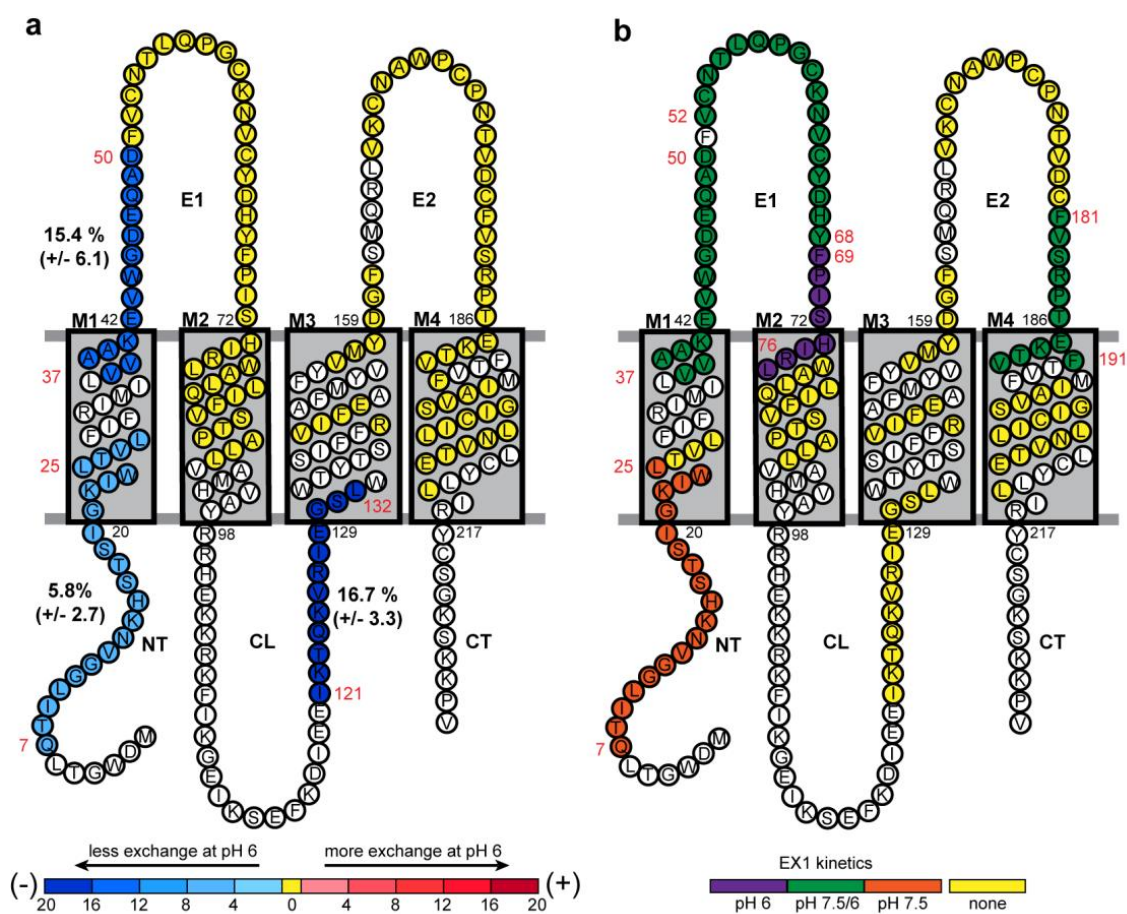 a
N T L Q P G C K N V C Y D H Y F P I S
V C
F
50 D A Q E D G W V E
E1
15.4 %
(+/- 6.1)
N A W P C P N T V D C F V S R P T
C K V L R Q M S F G D
E2
M1 42
M2 72
M3 159
M4 186
A A K
37 L V V
R I M I
F I F
25 L T V L
K I W
G
H I R L
W A L Q
L I F V
S T P
A L L V
A M H V
A Y
Y M V
Y V F
Y M F A
A E F I V
R F F I S
S T Y T W
W L S G
132
E K T V
F T V F
M I A V S
G I C I L
L N V T E
L C Y L L
I R
20
98
129
217
I S T S H K N V G G L I T Q L T G W D M
7
5.8%
(+/- 2.7)
NT
R R H E K K R K F I K G E I K S E F K D I E E I K T Q K V R I E
CL
121
16.7 %
(+/- 3.3)
Y C S G K S K K P V
CT
less exchange at pH 6
more exchange at pH 6
(-)
(+)
20 16 12 8 4 0 4 8 12 16 20
b
N T L Q P G C K N V C Y D H Y F P I S
C
52 V
F
50 D A Q E D G W V E
E1
68
69
N A W P C P N T V D C F V S R P T
C K V L R Q M S F G D
E2
181
M1 42
M2 72
M3 159
M4 186
76
191
A A K
37 L V V
R I M I
F I F
25 L T V L
K I W
G
H I R L
W A L Q
L I F V
S T P
A L L V
A M H V
A Y
Y M V
Y V F
Y M F A
A E F I V
R F F I S
S T Y T W
W L S G
E K T V
F T V F
M I A V S
G I C I L
L N V T E
L C Y L L
I R
20
98
129
217
I S T S H K N V G G L I T Q L T G W D M
7
NT
R R H E K K R K F I K G E I K S E F K D I E E I K T Q K V R I E
CL
Y C S G K S K K P V
CT
EX1 kinetics
pH 6 pH 7.5/6 pH 7.5 none